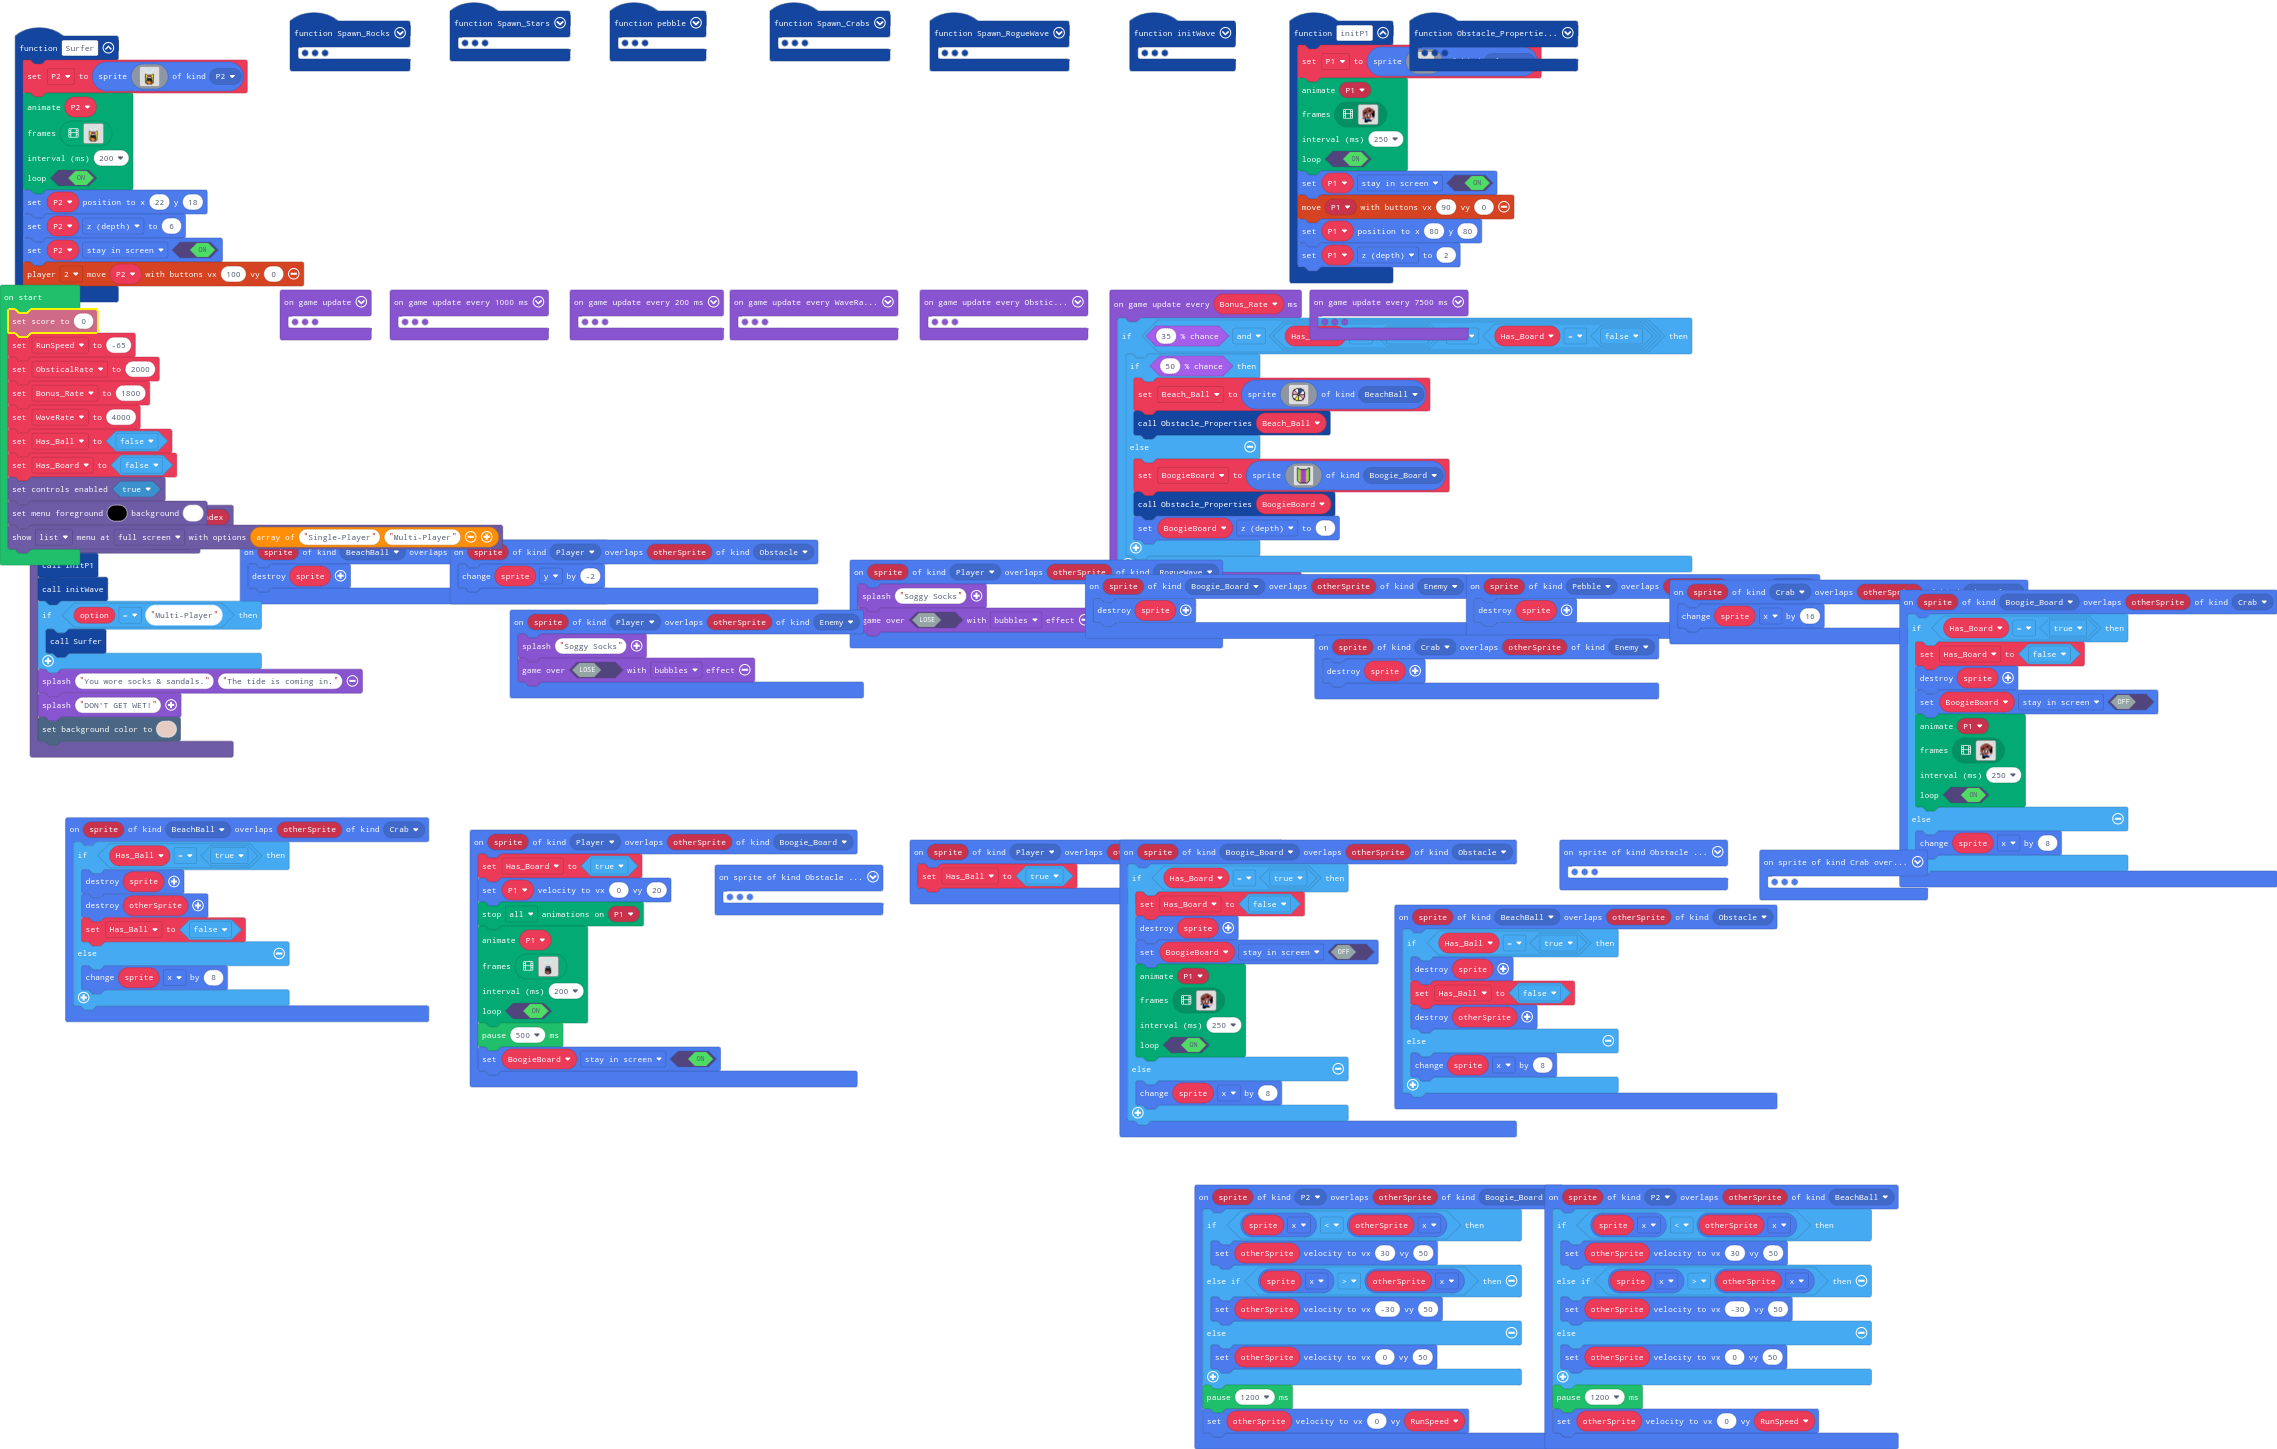 function Surfer
set P2 to sprite of kind P2
animate P2
frames
interval (ms) 200
loop ON
set P2 position to x 22 y 18
set P2 z (depth) to 6
set P2 stay in screen ON
player 2 move P2 with buttons vx 100 vy 0
function Spawn_Rocks
function Spawn_Stars
function pebble
function Spawn_Crabs
function Spawn_RogueWave
function initWave
function initP1
set P1 to sprite
animate P1
frames
interval (ms) 250
loop ON
set P1 stay in screen ON
move P1 with buttons vx 90 vy 0
set P1 position to x 80 y 80
set P1 z (depth) to 2
function Obstacle_Propertie...
on start
set score to 0
set RunSpeed to -65
set ObsticalRate to 2000
set Bonus_Rate to 1800
set WaveRate to 4000
set Has_Ball to false
set Has_Board to false
set controls enabled true
set menu foreground background
show list menu at full screen with options array of "Single-Player" "Multi-Player"
call initP1
call initWave
if option = "Multi-Player" then
call Surfer
splash "You wore socks & sandals." "The tide is coming in."
splash "DON'T GET WET!"
set background color to
on game update
on game update every 1000 ms
on game update every 200 ms
on game update every WaveRa...
on game update every Obstic...
on game update every Bonus_Rate ms
if 35 % chance and Has_ Has_Board = false then
if 50 % chance then
set Beach_Ball to sprite of kind BeachBall
call Obstacle_Properties Beach_Ball
else
set BoogieBoard to sprite of kind Boogie_Board
call Obstacle_Properties BoogieBoard
set BoogieBoard z (depth) to 1
on game update every 7500 ms
on sprite of kind BeachBall overlaps
destroy sprite
on sprite of kind Player overlaps otherSprite of kind Obstacle
change sprite y by -2
on sprite of kind Player overlaps otherSprite of kind Enemy
splash "Soggy Socks"
game over LOSE with bubbles effect
on sprite of kind Player overlaps otherSprite of kind RogueWave
splash "Soggy Socks"
game over LOSE with bubbles effect
on sprite of kind Boogie_Board overlaps otherSprite of kind Enemy
destroy sprite
on sprite of kind Pebble overlaps
destroy sprite
on sprite of kind Crab overlaps otherSprite of kind Enemy
destroy sprite
on sprite of kind Crab overlaps
change sprite x by 16
on sprite of kind Boogie_Board overlaps otherSprite of kind Crab
if Has_Board = true then
set Has_Board to false
destroy sprite
set BoogieBoard stay in screen OFF
animate P1
frames
interval (ms) 250
loop ON
else
change sprite x by 8
on sprite of kind BeachBall overlaps otherSprite of kind Crab
if Has_Ball = true then
destroy sprite
destroy otherSprite
set Has_Ball to false
else
change sprite x by 8
on sprite of kind Player overlaps otherSprite of kind Boogie_Board
set Has_Board to true
set P1 velocity to vx 0 vy 20
stop all animations on P1
animate P1
frames
interval (ms) 200
loop ON
pause 500 ms
set BoogieBoard stay in screen ON
on sprite of kind Obstacle ...
on sprite of kind Player overlaps
set Has_Ball to true
on sprite of kind Boogie_Board overlaps otherSprite of kind Obstacle
if Has_Board = true then
set Has_Board to false
destroy sprite
set BoogieBoard stay in screen OFF
animate P1
frames
interval (ms) 250
loop ON
else
change sprite x by 8
on sprite of kind BeachBall overlaps otherSprite of kind Obstacle
if Has_Ball = true then
destroy sprite
set Has_Ball to false
destroy otherSprite
else
change sprite x by 8
on sprite of kind Obstacle ...
on sprite of kind Crab over...
on sprite of kind P2 overlaps otherSprite of kind Boogie_Board
if sprite x < otherSprite x then
set otherSprite velocity to vx 30 vy 50
else if sprite x > otherSprite x then
set otherSprite velocity to vx -30 vy 50
else
set otherSprite velocity to vx 0 vy 50
pause 1200 ms
set otherSprite velocity to vx 0 vy RunSpeed
on sprite of kind P2 overlaps otherSprite of kind BeachBall
if sprite x < otherSprite x then
set otherSprite velocity to vx 30 vy 50
else if sprite x > otherSprite x then
set otherSprite velocity to vx -30 vy 50
else
set otherSprite velocity to vx 0 vy 50
pause 1200 ms
set otherSprite velocity to vx 0 vy RunSpeed